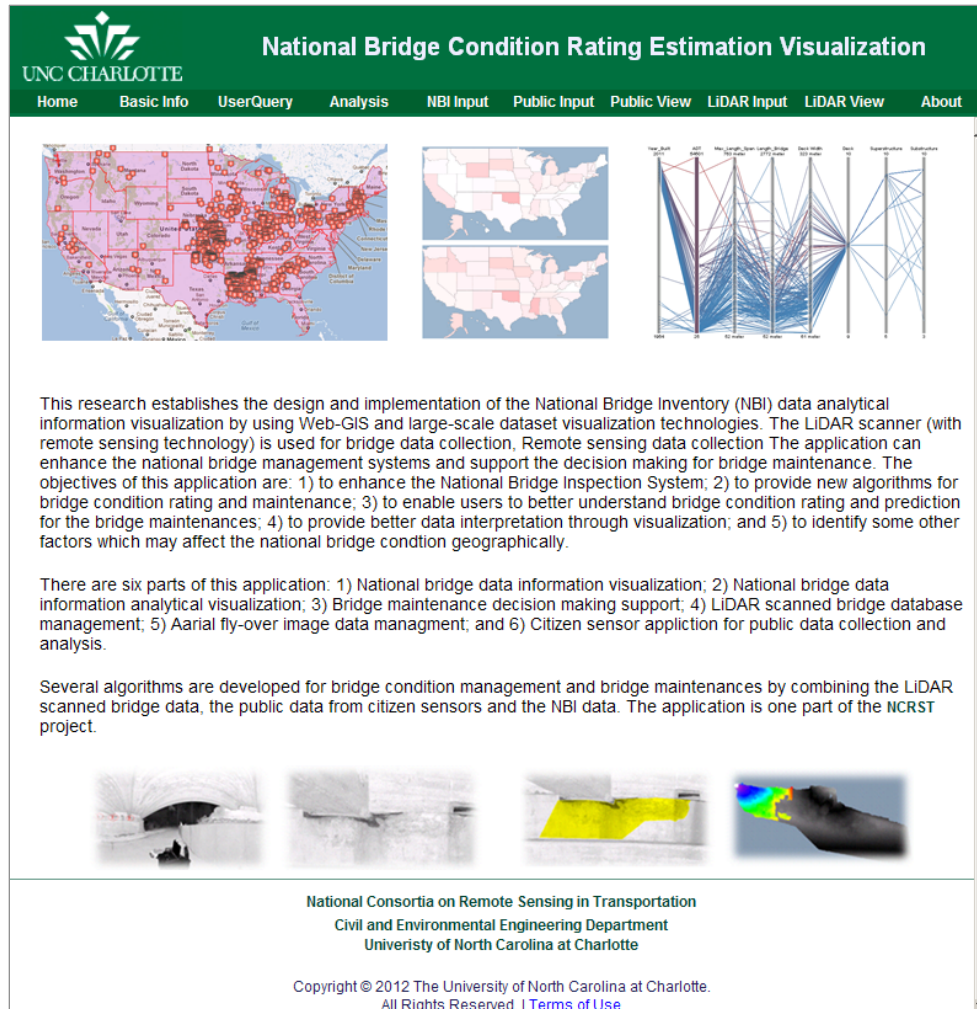 UNC CHARLOTTE
National Bridge Condition Rating Estimation Visualization
Home Basic Info UserQuery Analysis NBI Input Public Input Public View LiDAR Input LiDAR View About
Year_Built ADT Max_Length_Span Length_Bridge Deck Width Deck Superstructure Substructure
This research establishes the design and implementation of the National Bridge Inventory (NBI) data analytical
information visualization by using Web-GIS and large-scale dataset visualization technologies. The LiDAR scanner (with
remote sensing technology) is used for bridge data collection, Remote sensing data collection The application can
enhance the national bridge management systems and support the decision making for bridge maintenance. The
objectives of this application are: 1) to enhance the National Bridge Inspection System; 2) to provide new algorithms for
bridge condition rating and maintenance; 3) to enable users to better understand bridge condition rating and prediction
for the bridge maintenances; 4) to provide better data interpretation through visualization; and 5) to identify some other
factors which may affect the national bridge condtion geographically.
There are six parts of this application: 1) National bridge data information visualization; 2) National bridge data
information analytical visualization; 3) Bridge maintenance decision making support; 4) LiDAR scanned bridge database
management; 5) Aarial fly-over image data managment; and 6) Citizen sensor appliction for public data collection and
analysis.
Several algorithms are developed for bridge condition management and bridge maintenances by combining the LiDAR
scanned bridge data, the public data from citizen sensors and the NBI data. The application is one part of the NCRST
project.
National Consortia on Remote Sensing in Transportation
Civil and Environmental Engineering Department
Univeristy of North Carolina at Charlotte
Copyright © 2012 The University of North Carolina at Charlotte.
All Rights Reserved. | Terms of Use